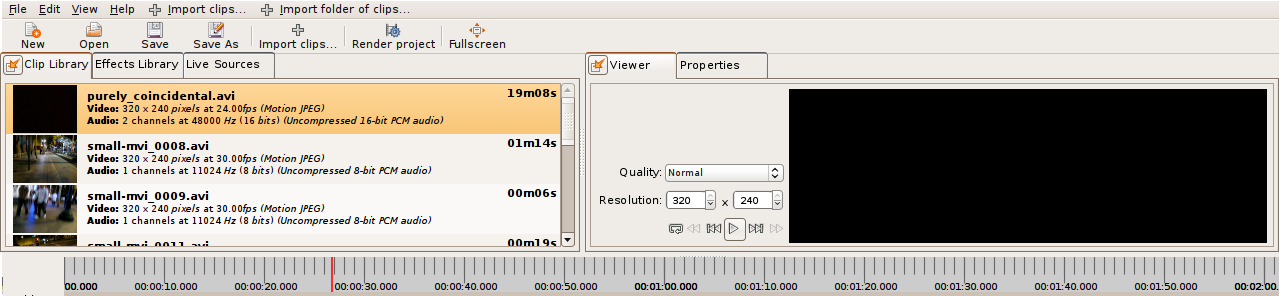 File Edit View Help Import clips... Import folder of clips...
New Open Save Save As Import clips... Render project Fullscreen
Clip Library Effects Library Live Sources Viewer Properties
purely_coincidental.avi 19m08s
Video: 320 x 240 pixels at 24.00fps (Motion JPEG)
Audio: 2 channels at 48000 Hz (16 bits) (Uncompressed 16-bit PCM audio)
small-mvi_0008.avi 01m14s
Video: 320 x 240 pixels at 30.00fps (Motion JPEG)
Audio: 1 channels at 11024 Hz (8 bits) (Uncompressed 8-bit PCM audio)
small-mvi_0009.avi 00m06s
Video: 320 x 240 pixels at 30.00fps (Motion JPEG)
Audio: 1 channels at 11024 Hz (8 bits) (Uncompressed 8-bit PCM audio)
small-mvi_0011.avi 00m19s
Quality: Normal
Resolution: 320 x 240
00.000 00:00:10.000 00:00:20.000 00:00:30.000 00:00:40.000 00:00:50.000 00:01:00.000 00:01:10.000 00:01:20.000 00:01:30.000 00:01:40.000 00:01:50.000 00:02:00.